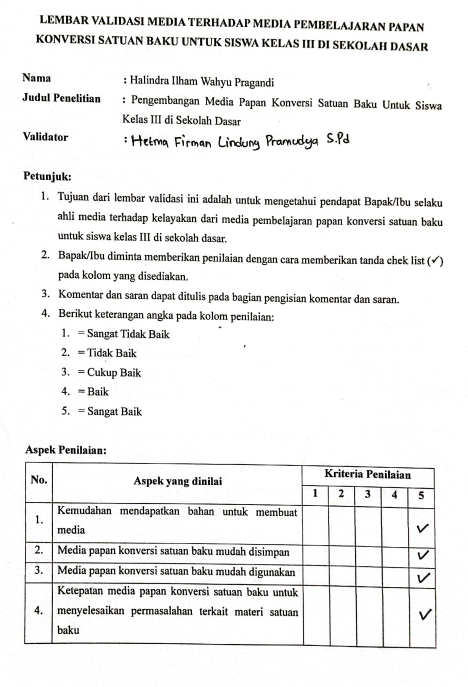 LEMBAR VALIDASI MEDIA TERHADAP MEDIA PEMBELAJARAN PAPAN
KONVERSI SATUAN BAKU UNTUK SISWA KELAS III DI SEKOLAH DASAR
Nama : Halindra Ilham Wahyu Pragandi
Judul Penelitian : Pengembangan Media Papan Konversi Satuan Baku Untuk Siswa
Kelas III di Sekolah Dasar
Validator : Hetma Firman Lindung Pramudya S.Pd
Petunjuk:
1. Tujuan dari lembar validasi ini adalah untuk mengetahui pendapat Bapak/Ibu selaku
ahli media terhadap kelayakan dari media pembelajaran papan konversi satuan baku
untuk siswa kelas III di sekolah dasar.
2. Bapak/Ibu diminta memberikan penilaian dengan cara memberikan tanda chek list (✓)
pada kolom yang disediakan.
3. Komentar dan saran dapat ditulis pada bagian pengisian komentar dan saran.
4. Berikut keterangan angka pada kolom penilaian:
1. = Sangat Tidak Baik
2. = Tidak Baik
3. = Cukup Baik
4. = Baik
5. = Sangat Baik
Aspek Penilaian:
No. Aspek yang dinilai Kriteria Penilaian
1 2 3 4 5
1. Kemudahan mendapatkan bahan untuk membuat
media ✓
2. Media papan konversi satuan baku mudah disimpan ✓
3. Media papan konversi satuan baku mudah digunakan ✓
4. Ketepatan media papan konversi satuan baku untuk
menyelesaikan permasalahan terkait materi satuan ✓
baku